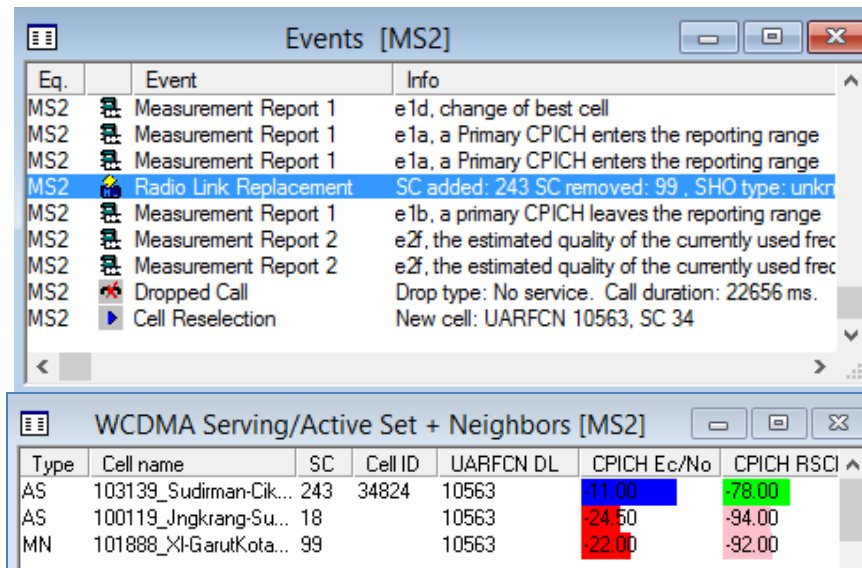 Events [MS2]
Eq. Event Info
MS2 Measurement Report 1 e1d, change of best cell
MS2 Measurement Report 1 e1a, a Primary CPICH enters the reporting range
MS2 Measurement Report 1 e1a, a Primary CPICH enters the reporting range
MS2 Radio Link Replacement SC added: 243 SC removed: 99 , SHO type: unkn
MS2 Measurement Report 1 e1b, a primary CPICH leaves the reporting range
MS2 Measurement Report 2 e2f, the estimated quality of the currently used frec
MS2 Measurement Report 2 e2f, the estimated quality of the currently used frec
MS2 Dropped Call Drop type: No service. Call duration: 22656 ms.
MS2 Cell Reselection New cell: UARFCN 10563, SC 34
WCDMA Serving/Active Set + Neighbors [MS2]
Type Cell name SC Cell ID UARFCN DL CPICH Ec/No CPICH RSCI
AS 103139_Sudirman-Cik... 243 34824 10563 -11.00 -78.00
AS 100119_Jngkrang-Su... 18 10563 -24.50 -94.00
MN 101888_Xl-GarutKota... 99 10563 -22.00 -92.00